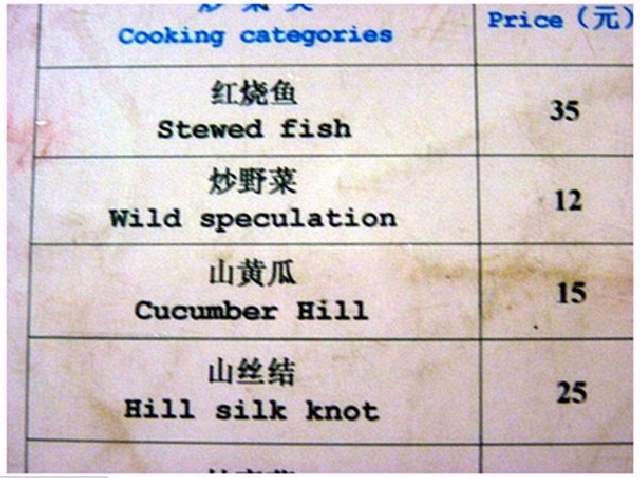 Cooking categories
Price (元)
红烧鱼
Stewed fish
35
炒野菜
Wild speculation
12
山黄瓜
Cucumber Hill
15
山丝结
Hill silk knot
25